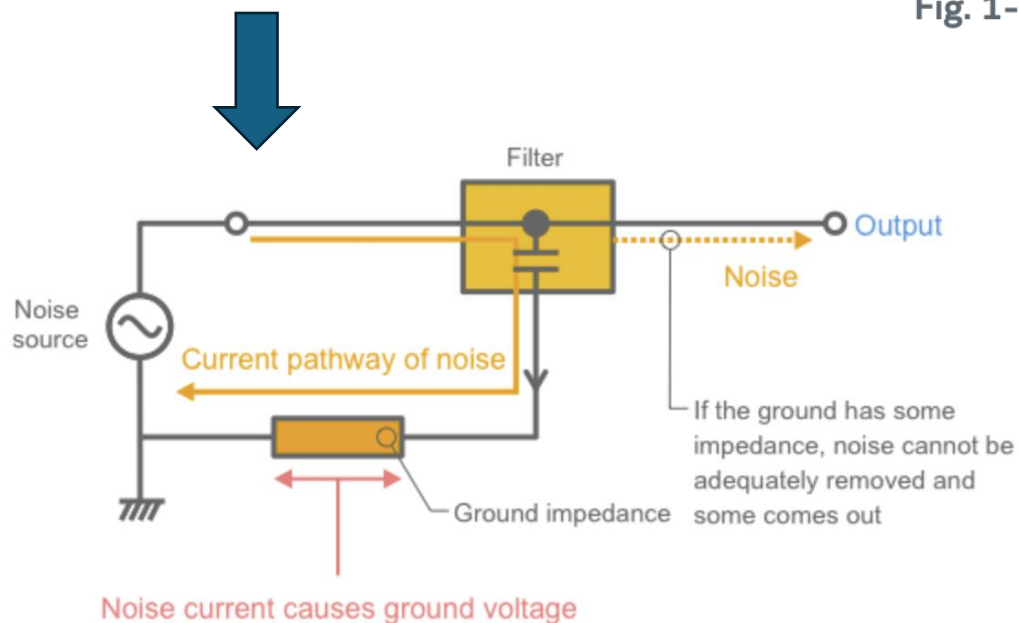 Fig. 1-
Filter
Output
Noise
Noise
source
Current pathway of noise
If the ground has some
impedance, noise cannot be
adequately removed and
some comes out
Ground impedance
Noise current causes ground voltage